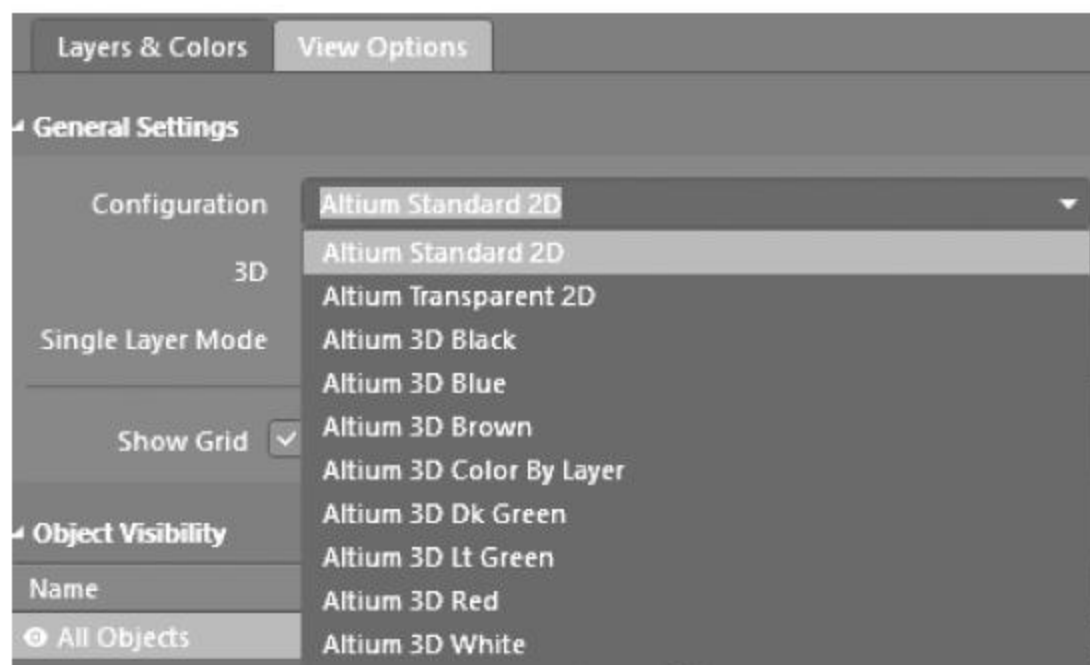 Layers & Colors
View Options
General Settings
Configuration
Altium Standard 2D
Altium Standard 2D
3D
Altium Transparent 2D
Single Layer Mode
Altium 3D Black
Altium 3D Blue
Altium 3D Brown
Show Grid
Altium 3D Color By Layer
Altium 3D Dk Green
Object Visibility
Altium 3D Lt Green
Name
Altium 3D Red
All Objects
Altium 3D White